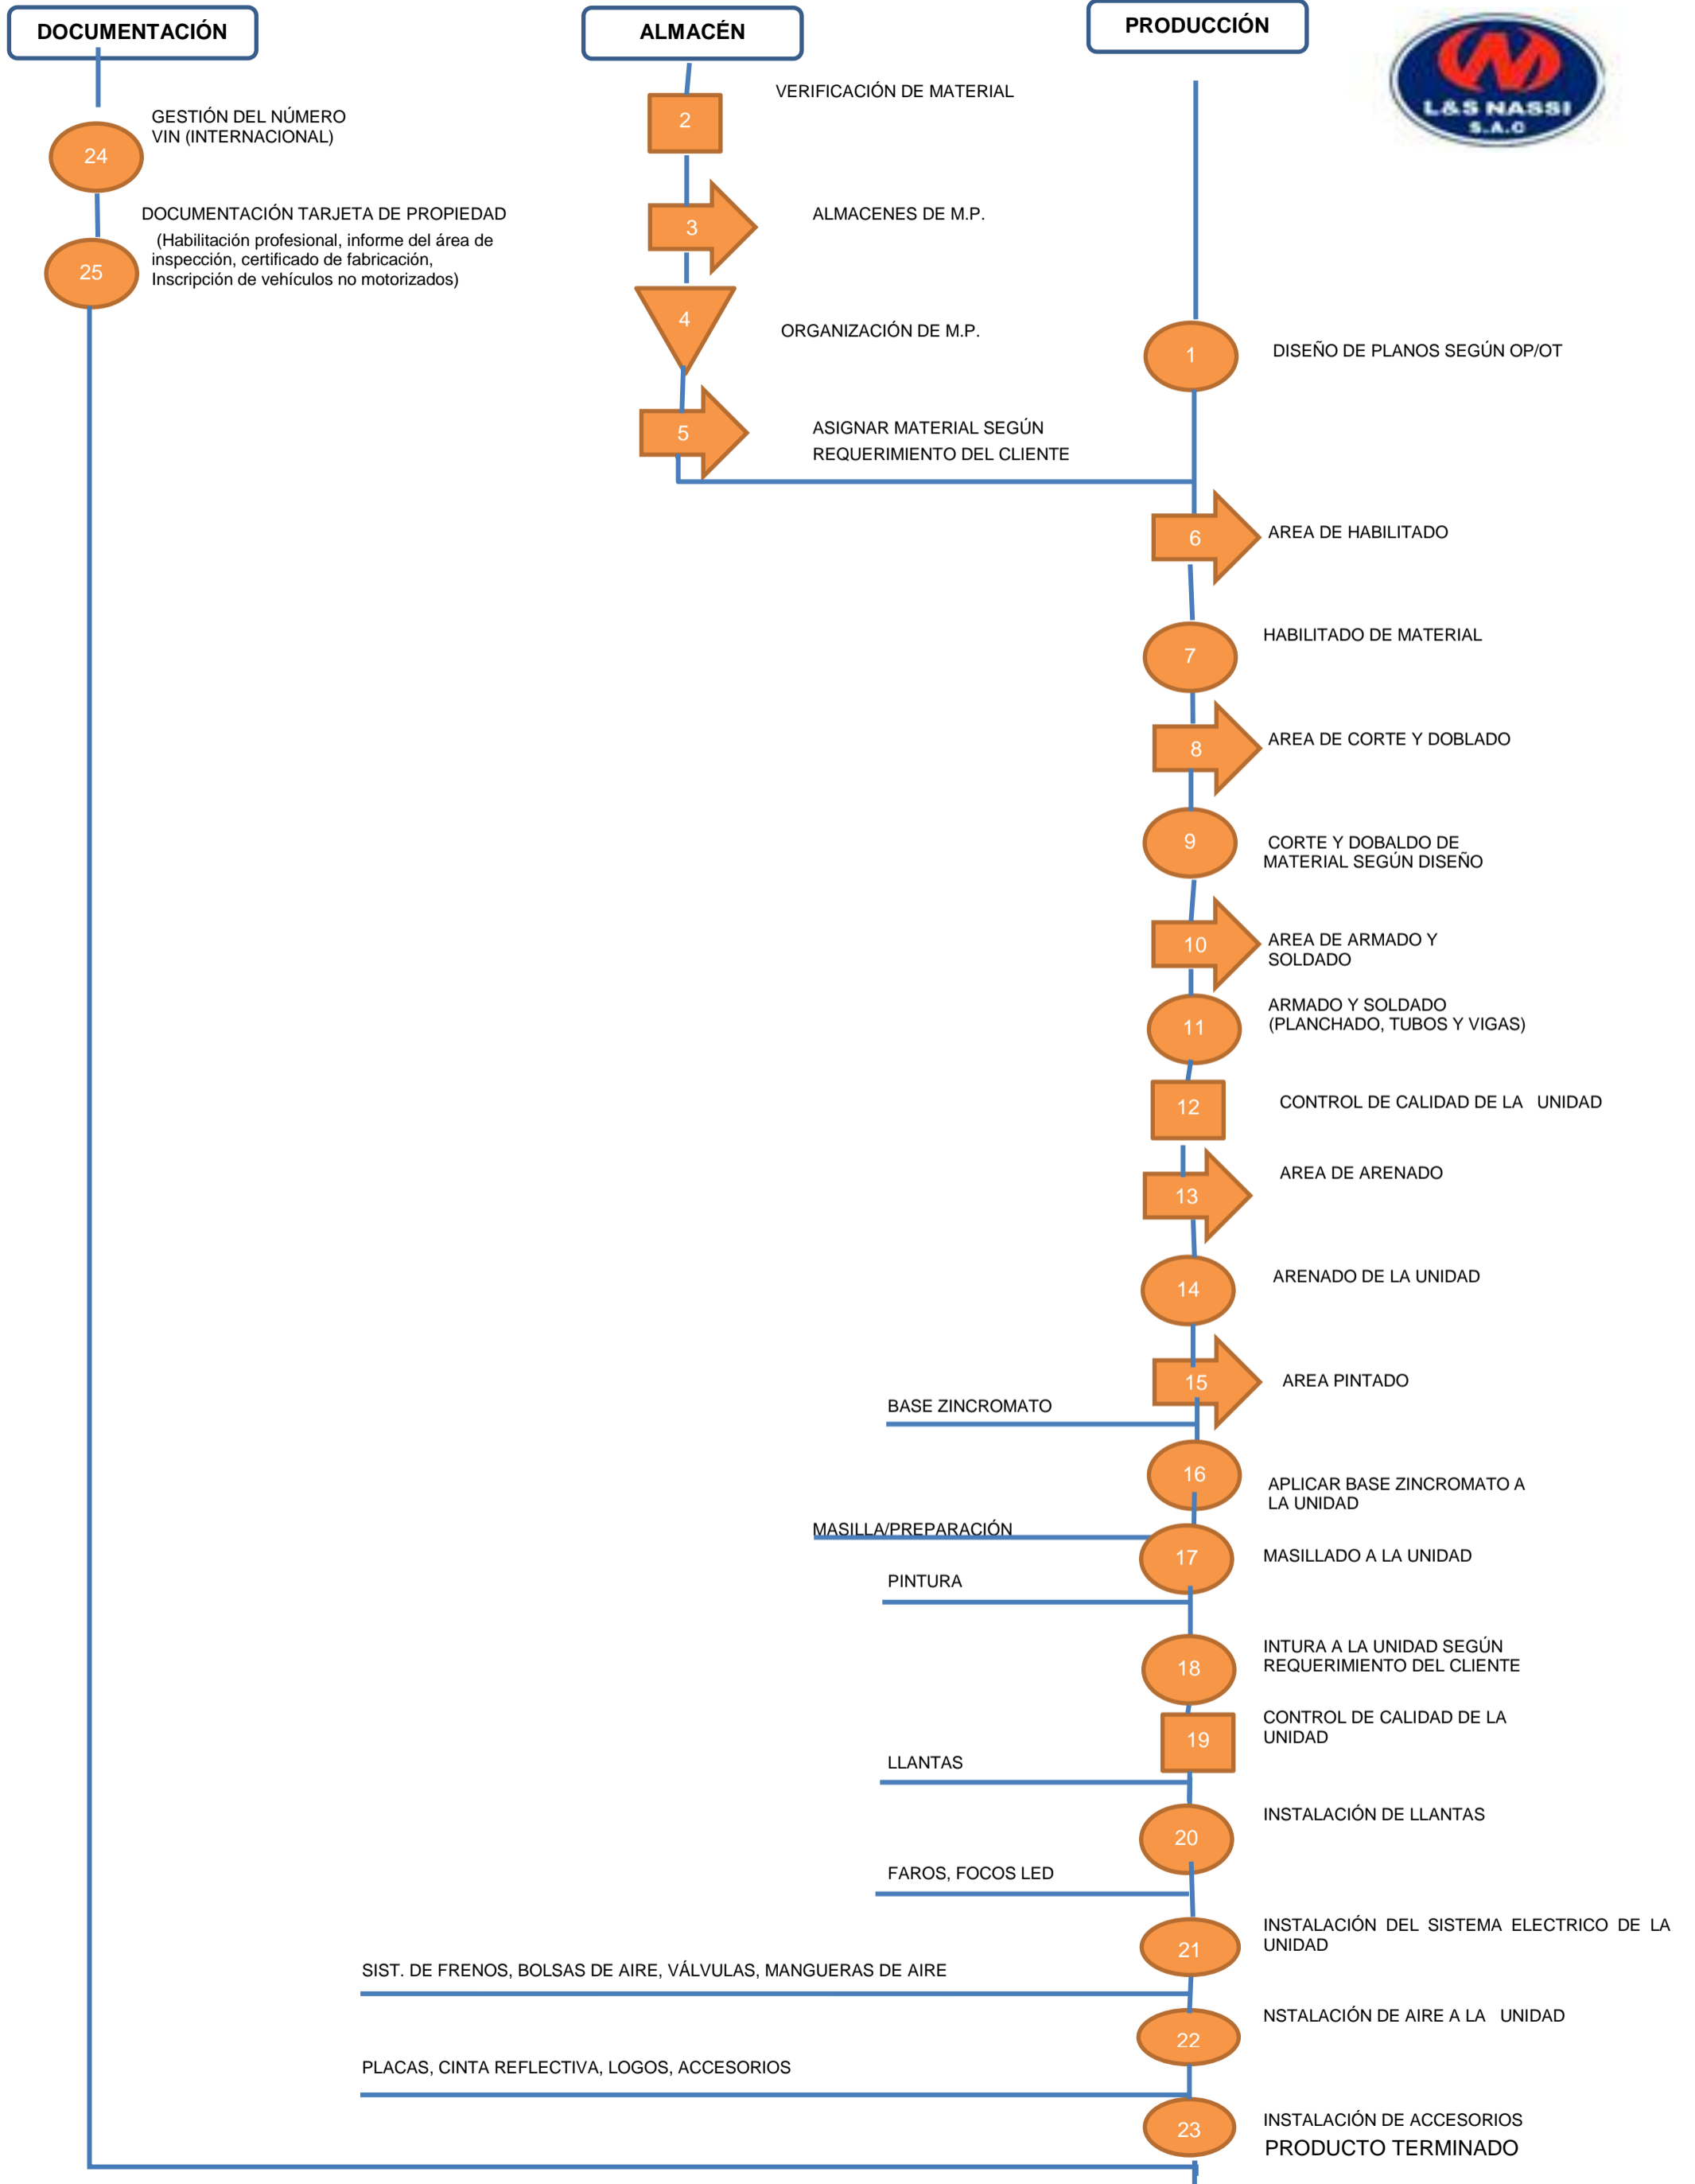 DOCUMENTACIÓN
ALMACÉN
PRODUCCIÓN
L&S NASSI
S.A.C
24
GESTIÓN DEL NÚMERO
VIN (INTERNACIONAL)
25
DOCUMENTACIÓN TARJETA DE PROPIEDAD
(Habilitación profesional, informe del área de
inspección, certificado de fabricación,
Inscripción de vehículos no motorizados)
2
VERIFICACIÓN DE MATERIAL
3
ALMACENES DE M.P.
4
ORGANIZACIÓN DE M.P.
5
ASIGNAR MATERIAL SEGÚN
REQUERIMIENTO DEL CLIENTE
1
DISEÑO DE PLANOS SEGÚN OP/OT
6
AREA DE HABILITADO
7
HABILITADO DE MATERIAL
8
AREA DE CORTE Y DOBLADO
9
CORTE Y DOBALDO DE
MATERIAL SEGÚN DISEÑO
10
AREA DE ARMADO Y
SOLDADO
11
ARMADO Y SOLDADO
(PLANCHADO, TUBOS Y VIGAS)
12
CONTROL DE CALIDAD DE LA UNIDAD
13
AREA DE ARENADO
14
ARENADO DE LA UNIDAD
15
AREA PINTADO
BASE ZINCROMATO
16
APLICAR BASE ZINCROMATO A
LA UNIDAD
MASILLA/PREPARACIÓN
17
MASILLADO A LA UNIDAD
PINTURA
18
INTURA A LA UNIDAD SEGÚN
REQUERIMIENTO DEL CLIENTE
19
CONTROL DE CALIDAD DE LA
UNIDAD
LLANTAS
20
INSTALACIÓN DE LLANTAS
FAROS, FOCOS LED
21
INSTALACIÓN DEL SISTEMA ELECTRICO DE LA
UNIDAD
SIST. DE FRENOS, BOLSAS DE AIRE, VÁLVULAS, MANGUERAS DE AIRE
22
NSTALACIÓN DE AIRE A LA UNIDAD
PLACAS, CINTA REFLECTIVA, LOGOS, ACCESORIOS
23
INSTALACIÓN DE ACCESORIOS
PRODUCTO TERMINADO